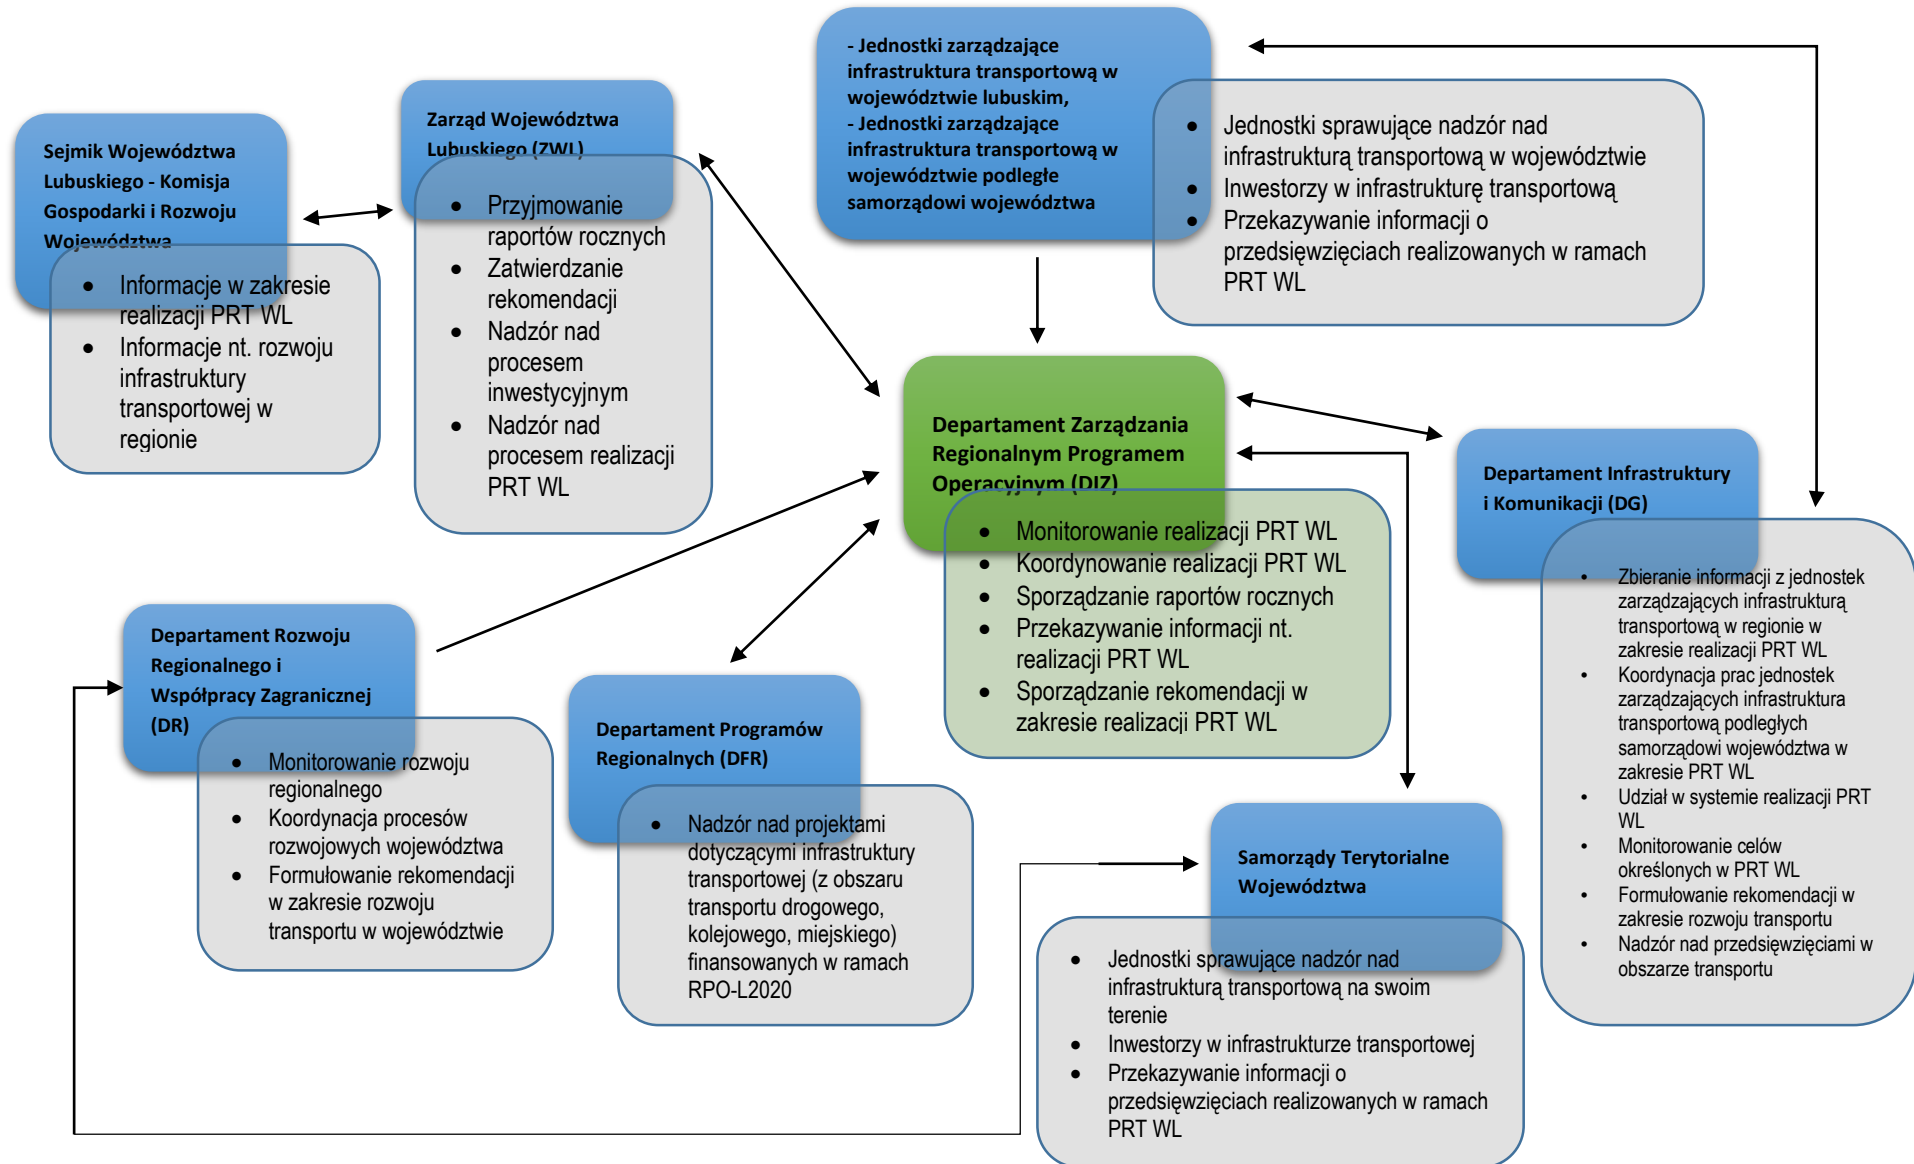 - Jednostki zarządzające
infrastruktura transportową w
województwie lubuskim,
- Jednostki zarządzające
infrastruktura transportową w
województwie podległe
samorządowi województwa
• Jednostki sprawujące nadzór nad
infrastrukturą transportową w województwie
• Inwestorzy w infrastrukturę transportową
• Przekazywanie informacji o
przedsięwzięciach realizowanych w ramach
PRT WL
Zarząd Województwa
Lubuskiego (ZWL)
• Przyjmowanie
raportów rocznych
• Zatwierdzanie
rekomendacji
• Nadzór nad
procesem
inwestycyjnym
• Nadzór nad
procesem realizacji
PRT WL
Sejmik Województwa
Lubuskiego - Komisja
Gospodarki i Rozwoju
Województwa
• Informacje w zakresie
realizacji PRT WL
• Informacje nt. rozwoju
infrastruktury
transportowej w
regionie
Departament Zarządzania
Regionalnym Programem
Operacyjnym (DIZ)
• Monitorowanie realizacji PRT WL
• Koordynowanie realizacji PRT WL
• Sporządzanie raportów rocznych
• Przekazywanie informacji nt.
realizacji PRT WL
• Sporządzanie rekomendacji w
zakresie realizacji PRT WL
Departament Infrastruktury
i Komunikacji (DG)
• Zbieranie informacji z jednostek
zarządzających infrastrukturą
transportową w regionie w
zakresie realizacji PRT WL
• Koordynacja prac jednostek
zarządzających infrastruktura
transportową podległych
samorządowi województwa w
zakresie PRT WL
• Udział w systemie realizacji PRT
WL
• Monitorowanie celów
określonych w PRT WL
• Formułowanie rekomendacji w
zakresie rozwoju transportu
• Nadzór nad przedsięwzięciami w
obszarze transportu
Departament Rozwoju
Regionalnego i
Współpracy Zagranicznej
(DR)
• Monitorowanie rozwoju
regionalnego
• Koordynacja procesów
rozwojowych województwa
• Formułowanie rekomendacji
w zakresie rozwoju
transportu w województwie
Departament Programów
Regionalnych (DFR)
• Nadzór nad projektami
dotyczącymi infrastruktury
transportowej (z obszaru
transportu drogowego,
kolejowego, miejskiego)
finansowanych w ramach
RPO-L2020
Samorządy Terytorialne
Województwa
• Jednostki sprawujące nadzór nad
infrastrukturą transportową na swoim
terenie
• Inwestorzy w infrastrukturze transportowej
• Przekazywanie informacji o
przedsięwzięciach realizowanych w ramach
PRT WL